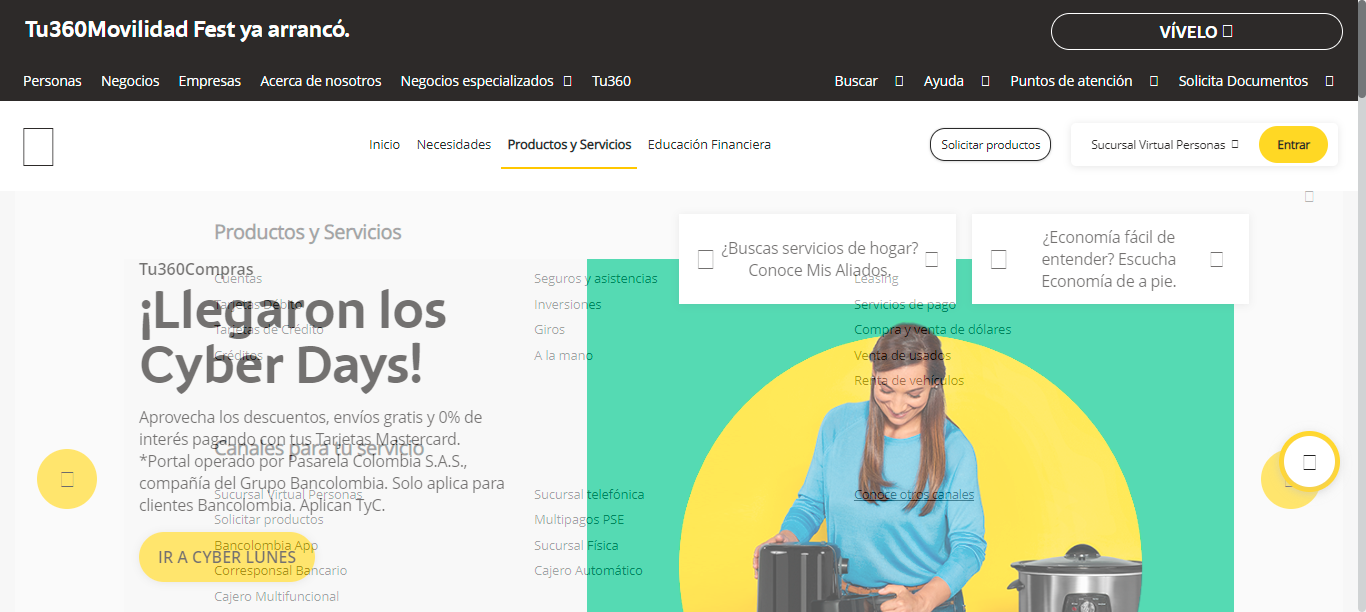 Tu360Movilidad Fest ya arrancó.
VÍVELO
Personas Negocios Empresas Acerca de nosotros Negocios especializados Tu360
Buscar Ayuda Puntos de atención Solicita Documentos
Inicio Necesidades Productos y Servicios Educación Financiera
Solicitar productos
Sucursal Virtual Personas
Entrar
Productos y Servicios
Cuentas
Tarjetas Débito
Tarjetas de Crédito
Créditos
Seguros y asistencias
Inversiones
Giros
A la mano
Leasing
Servicios de pago
Compra y venta de dólares
Venta de usados
Renta de vehículos
¿Buscas servicios de hogar?
Conoce Mis Aliados.
¿Economía fácil de
entender? Escucha
Economía de a pie.
Tu360Compras
¡Llegaron los
Cyber Days!
Aprovecha los descuentos, envíos gratis y 0% de
interés pagando con tus Tarjetas Mastercard.
*Portal operado por Pasarela Colombia S.A.S.,
compañía del Grupo Bancolombia. Solo aplica para
clientes Bancolombia. Aplican TyC.
IR A CYBER LUNES
Canales para tu servicio
Sucursal Virtual Personas
Solicitar productos
Bancolombia App
Corresponsal Bancario
Cajero Multifuncional
Sucursal telefónica
Multipagos PSE
Sucursal Física
Cajero Automático
Conoce otros canales